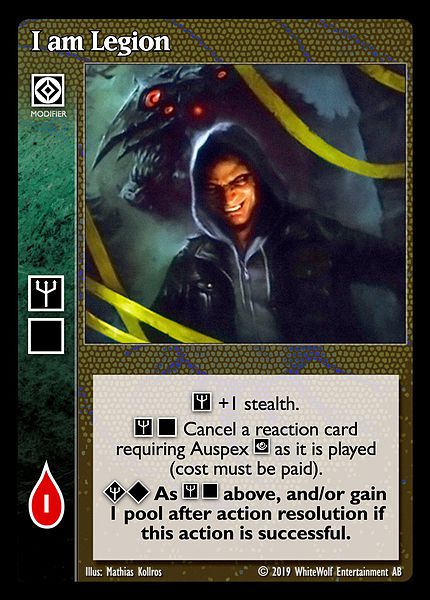 I am Legion
MODIFIER
+1 stealth.
Cancel a reaction card
requiring Auspex as it is played
(cost must be paid).
As above, and/or gain
1 pool after action resolution if
this action is successful.
1
Illus: Mathias Kollros © 2019 WhiteWolf Entertainment AB